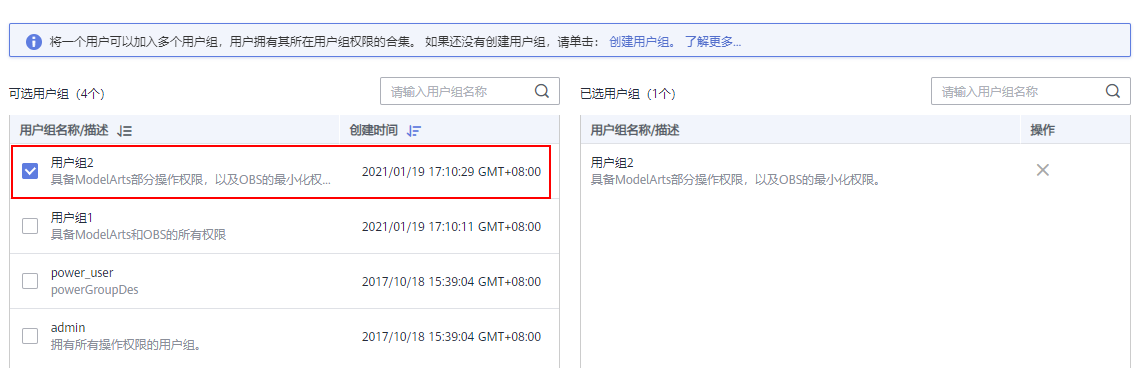 将一个用户可以加入多个用户组，用户拥有其所在用户组权限的合集。 如果还没有创建用户组，请单击： 创建用户组。 了解更多...
可选用户组（4个）
请输入用户组名称
用户组名称/描述
创建时间
用户组2
具备ModelArts部分操作权限，以及OBS的最小化权...
2021/01/19 17:10:29 GMT+08:00
用户组1
具备ModelArts和OBS的所有权限
2021/01/19 17:10:11 GMT+08:00
power_user
powerGroupDes
2017/10/18 15:39:04 GMT+08:00
admin
拥有所有操作权限的用户组。
2017/10/18 15:39:04 GMT+08:00
已选用户组（1个）
请输入用户组名称
用户组名称/描述
操作
用户组2
具备ModelArts部分操作权限，以及OBS的最小化权限。